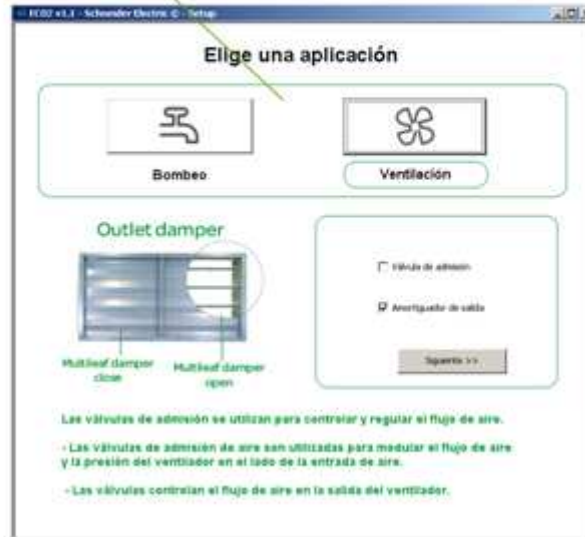 ECO2 v1.1 - Schneider Electric © - Setup
Elige una aplicación
Bombeo
Ventilación
Outlet damper
Multileaf damper
close
Multileaf damper
open
Válvula de admisión
Amortiguador de salida
Siguiente >>
Las válvulas de admisión se utilizan para controlar y regular el flujo de aire.
- Las válvulas de admisión de aire son utilizadas para modular el flujo de aire
y la presión del ventilador en el lado de la entrada de aire.
- Las válvulas controlan el flujo de aire en la salida del ventilador.